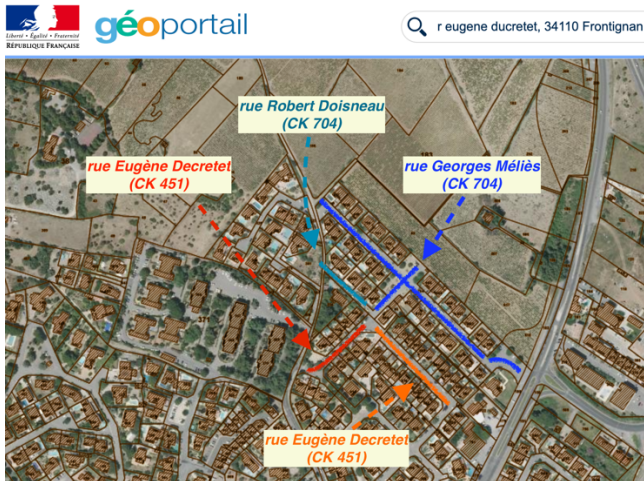 Liberté • Égalité • Fraternité
RÉPUBLIQUE FRANÇAISE
géoportail
r eugene ducretet, 34110 Frontignan
rue Robert Doisneau
(CK 704)
rue Eugène Decretet
(CK 451)
rue Georges Méliès
(CK 704)
rue Eugène Decretet
(CK 451)